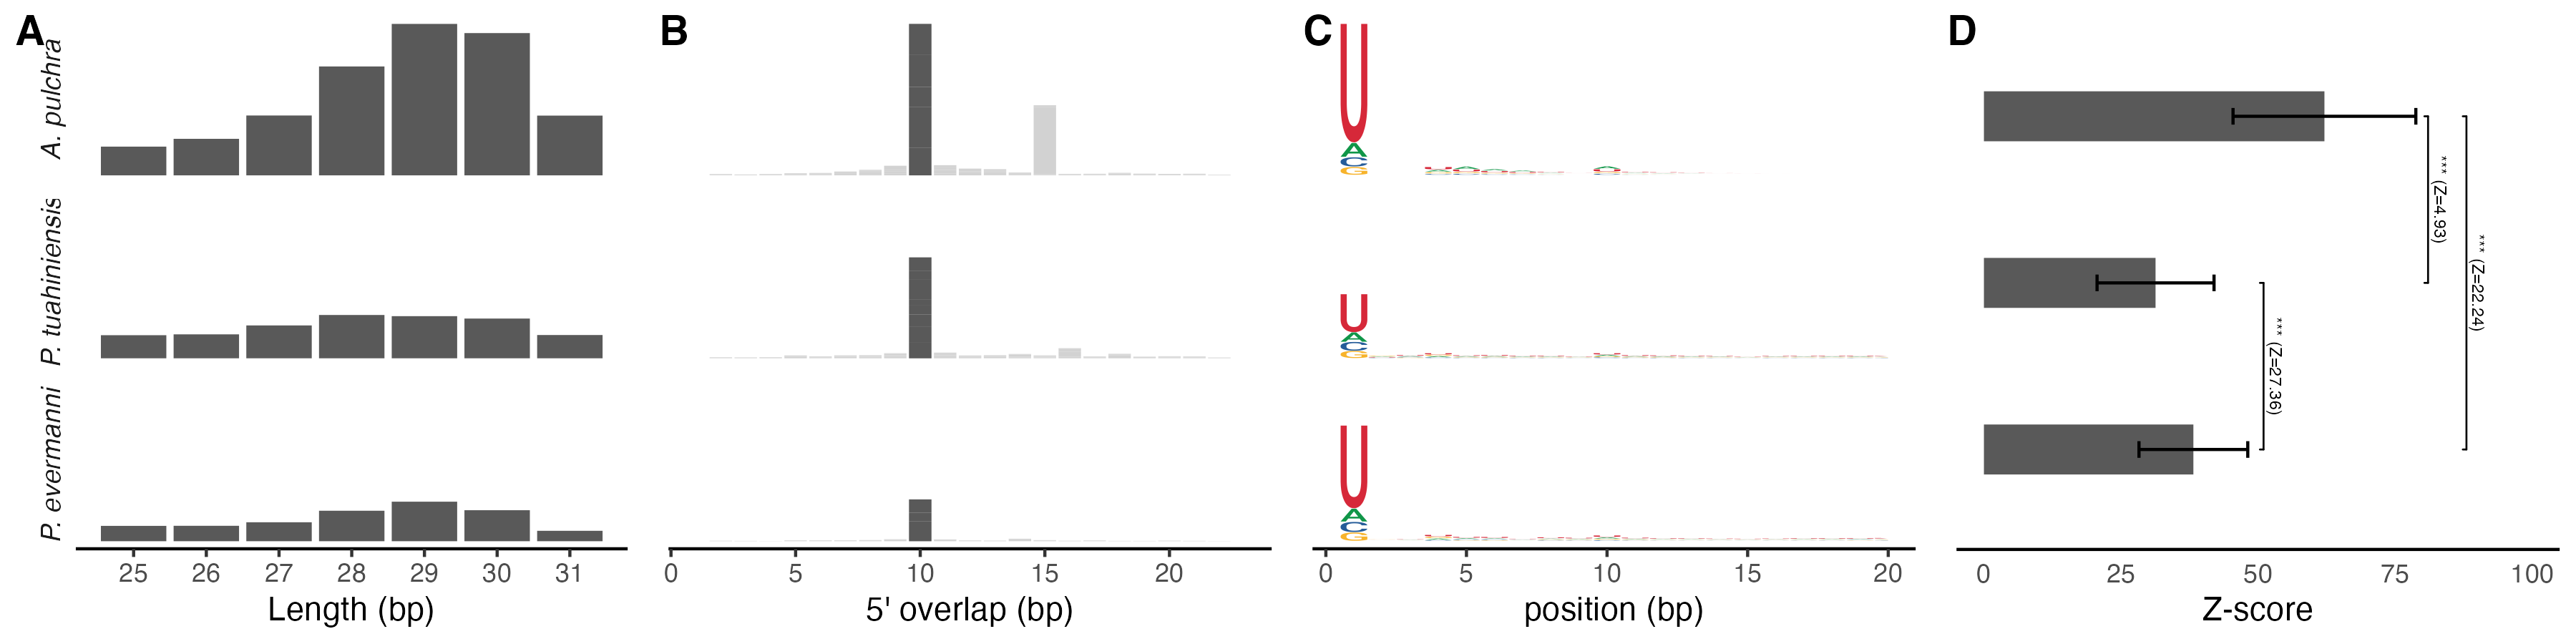 A
B
C
D
A. pulchra
P. tuahiniensis
P. evermanni
25 26 27 28 29 30 31
Length (bp)
0 5 10 15 20
5' overlap (bp)
U
A
C
G
U
A
C
G
U
A
C
G
0 5 10 15 20
position (bp)
*** (Z=4.93)
*** (Z=22.24)
*** (Z=27.36)
0 25 50 75 100
Z-score